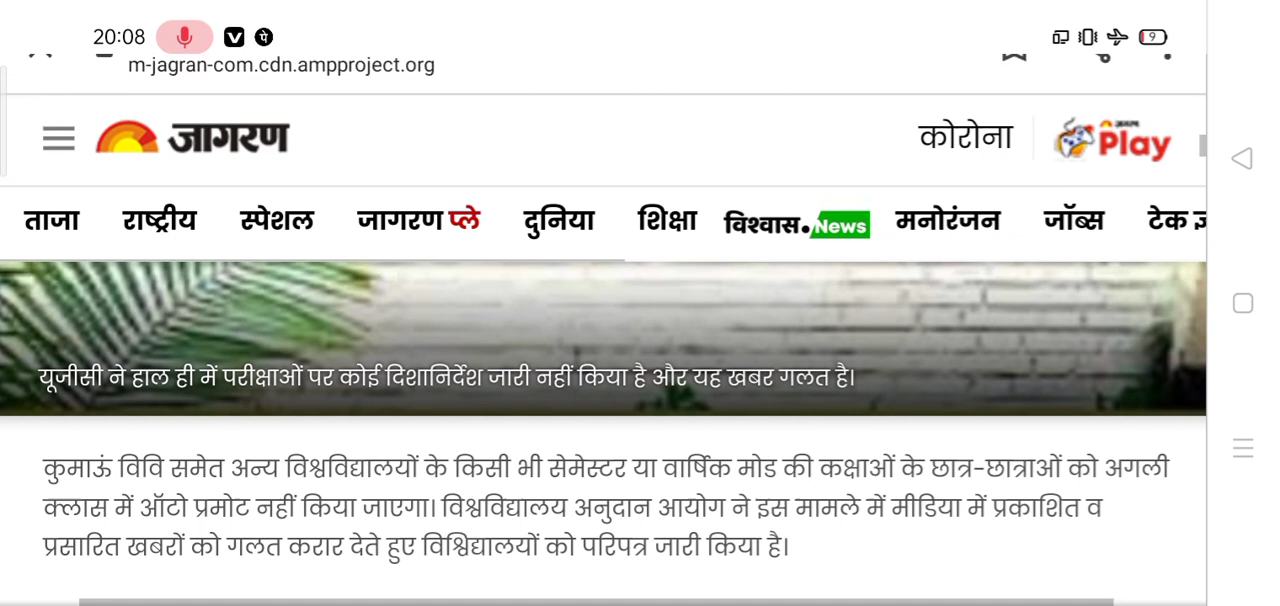 20:08
9
m-jagran-com.cdn.ampproject.org
जागरण
कोरोना
जागरण Play
ताजा राष्ट्रीय स्पेशल जागरण प्ले दुनिया शिक्षा विश्वास.News मनोरंजन जॉब्स टेक
यूजीसी ने हाल ही में परीक्षाओं पर कोई दिशानिर्देश जारी नहीं किया है और यह खबर गलत है।
कुमाऊं विवि समेत अन्य विश्वविद्यालयों के किसी भी सेमेस्टर या वार्षिक मोड की कक्षाओं के छात्र-छात्राओं को अगली
क्लास में ऑटो प्रमोट नहीं किया जाएगा। विश्वविद्यालय अनुदान आयोग ने इस मामले में मीडिया में प्रकाशित व
प्रसारित खबरों को गलत करार देते हुए विश्विद्यालयों को परिपत्र जारी किया है।